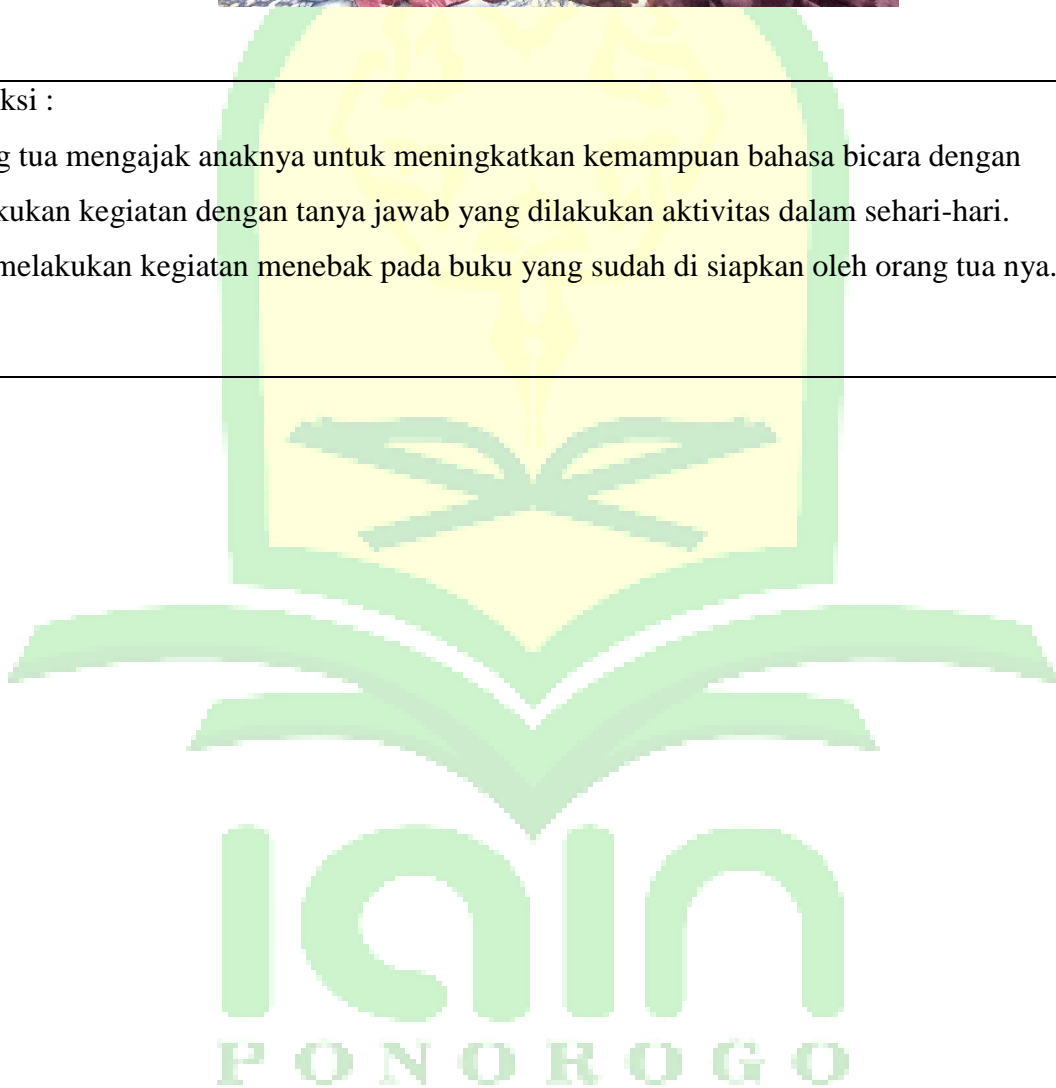 ksi :
g tua mengajak anaknya untuk meningkatkan kemampuan bahasa bicara dengan
kukan kegiatan dengan tanya jawab yang dilakukan aktivitas dalam sehari-hari.
melakukan kegiatan menebak pada buku yang sudah di siapkan oleh orang tua nya.
iain
PONOROGO